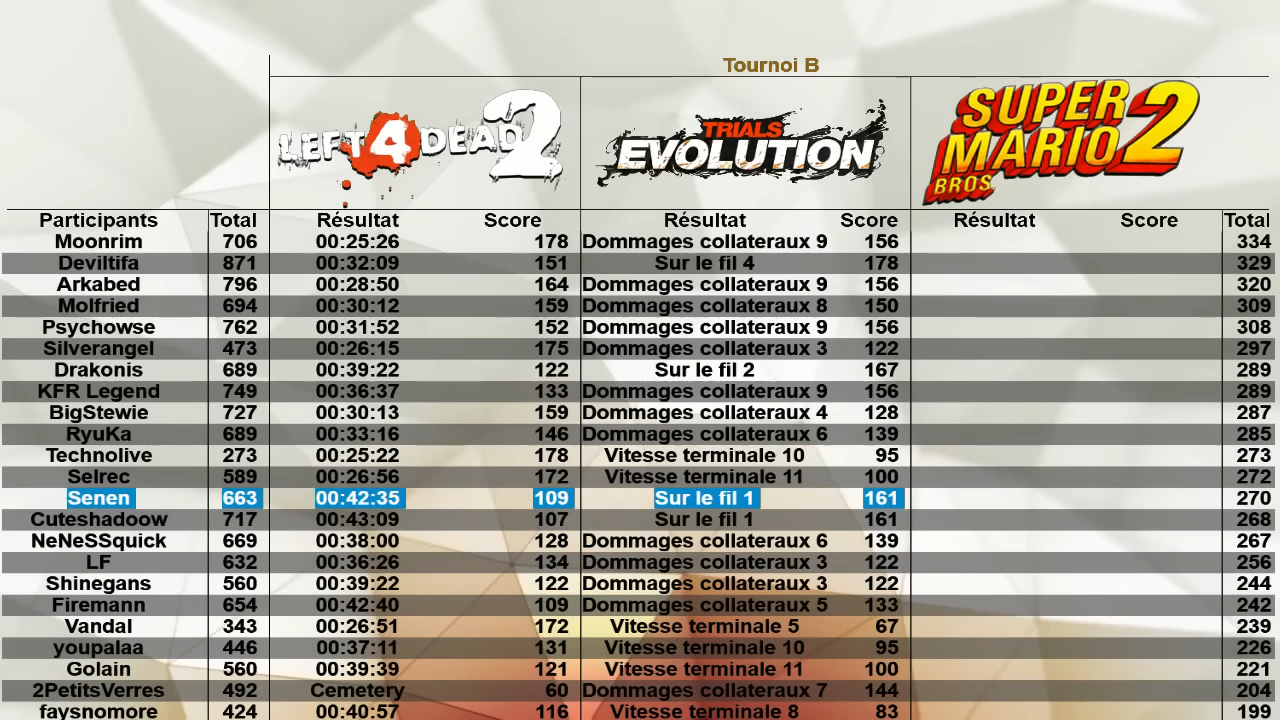 Tournoi B
LEFT 4 DEAD 2 TRIALS EVOLUTION SUPER MARIO BROS. 2
Participants Total Résultat Score Résultat Score Résultat Score Total
Moonrim 706 00:25:26 178 Dommages collateraux 9 156 334
Deviltifa 871 00:32:09 151 Sur le fil 4 178 329
Arkabed 796 00:28:50 164 Dommages collateraux 9 156 320
Molfried 694 00:30:12 159 Dommages collateraux 8 150 309
Psychowse 762 00:31:52 152 Dommages collateraux 9 156 308
Silverangel 473 00:26:15 175 Dommages collateraux 3 122 297
Drakonis 689 00:39:22 122 Sur le fil 2 167 289
KFR Legend 749 00:36:37 133 Dommages collateraux 9 156 289
BigStewie 727 00:30:13 159 Dommages collateraux 4 128 287
RyuKa 689 00:33:16 146 Dommages collateraux 6 139 285
Technolive 273 00:25:22 178 Vitesse terminale 10 95 273
Selrec 589 00:26:56 172 Vitesse terminale 11 100 272
Senen 663 00:42:35 109 Sur le fil 1 161 270
Cuteshadoow 717 00:43:09 107 Sur le fil 1 161 268
NeNeSSquick 669 00:38:00 128 Dommages collateraux 6 139 267
LF 632 00:36:26 134 Dommages collateraux 3 122 256
Shinegans 560 00:39:22 122 Dommages collateraux 3 122 244
Firemann 654 00:42:40 109 Dommages collateraux 5 133 242
Vandal 343 00:26:51 172 Vitesse terminale 5 67 239
youpalaa 446 00:37:11 131 Vitesse terminale 10 95 226
Golain 560 00:39:39 121 Vitesse terminale 11 100 221
2PetitsVerres 492 Cemetery 60 Dommages collateraux 7 144 204
faysnomore 424 00:40:57 116 Vitesse terminale 8 83 199